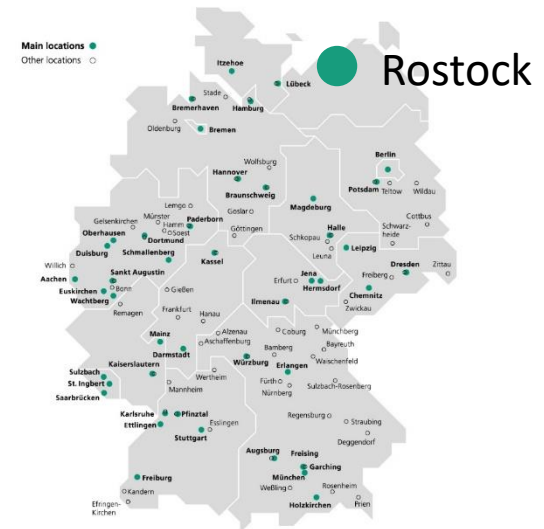 Main locations
Other locations
Itzehoe
Rostock
Lübeck
Stade
Bremerhaven
Hamburg
Oldenburg
Bremen
Berlin
Wolfsburg
Hannover
Potsdam
Teltow
Wildau
Braunschweig
Magdeburg
Lemgo
Münster
Paderborn
Goslar
Cottbus
Gelsenkirchen
Hamm
Soest
Halle
Schwarz-
heide
Oberhausen
Dortmund
Göttingen
Schkopau
Leipzig
Duisburg
Schmallenberg
Kassel
Leuna
Dresden
Zittau
Willich
Sankt Augustin
Jena
Freiberg
Aachen
Bonn
Gießen
Erfurt
Hermsdorf
Chemnitz
Euskirchen
Wachtberg
Ilmenau
Zwickau
Remagen
Frankfurt
Hanau
Coburg
Münchberg
Mainz
Alzenau
Aschaffenburg
Bamberg
Bayreuth
Darmstadt
Würzburg
Waischenfeld
Sulzbach
Kaiserslautern
Wertheim
Erlangen
St. Ingbert
Mannheim
Fürth
Sulzbach-Rosenberg
Saarbrücken
Nürnberg
Karlsruhe
Pfinztal
Regensburg
Straubing
Ettlingen
Esslingen
Stuttgart
Deggendorf
Augsburg
Freising
Garching
Freiburg
München
Kandern
Weßling
Rosenheim
Efringen-
Kirchen
Holzkirchen
Prien